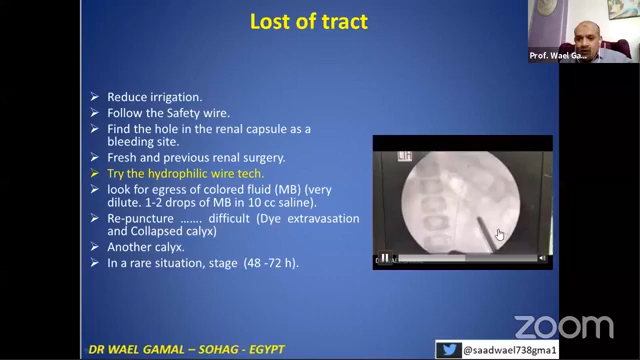 Lost of tract
Prof. Wael Ga...
Reduce irrigation.
Follow the Safety wire.
Find the hole in the renal capsule as a
bleeding site.
Fresh and previous renal surgery.
Try the hydrophilic wire tech.
look for egress of colored fluid (MB) (very
dilute. 1-2 drops of MB in 10 cc saline).
Re-puncture ....... difficult (Dye extravasation
and Collapsed calyx)
Another calyx.
In a rare situation, stage (48 -72 h).
DR WAEL GAMAL – SOHAG - EGYPT
@saadwael738gma1
zoom